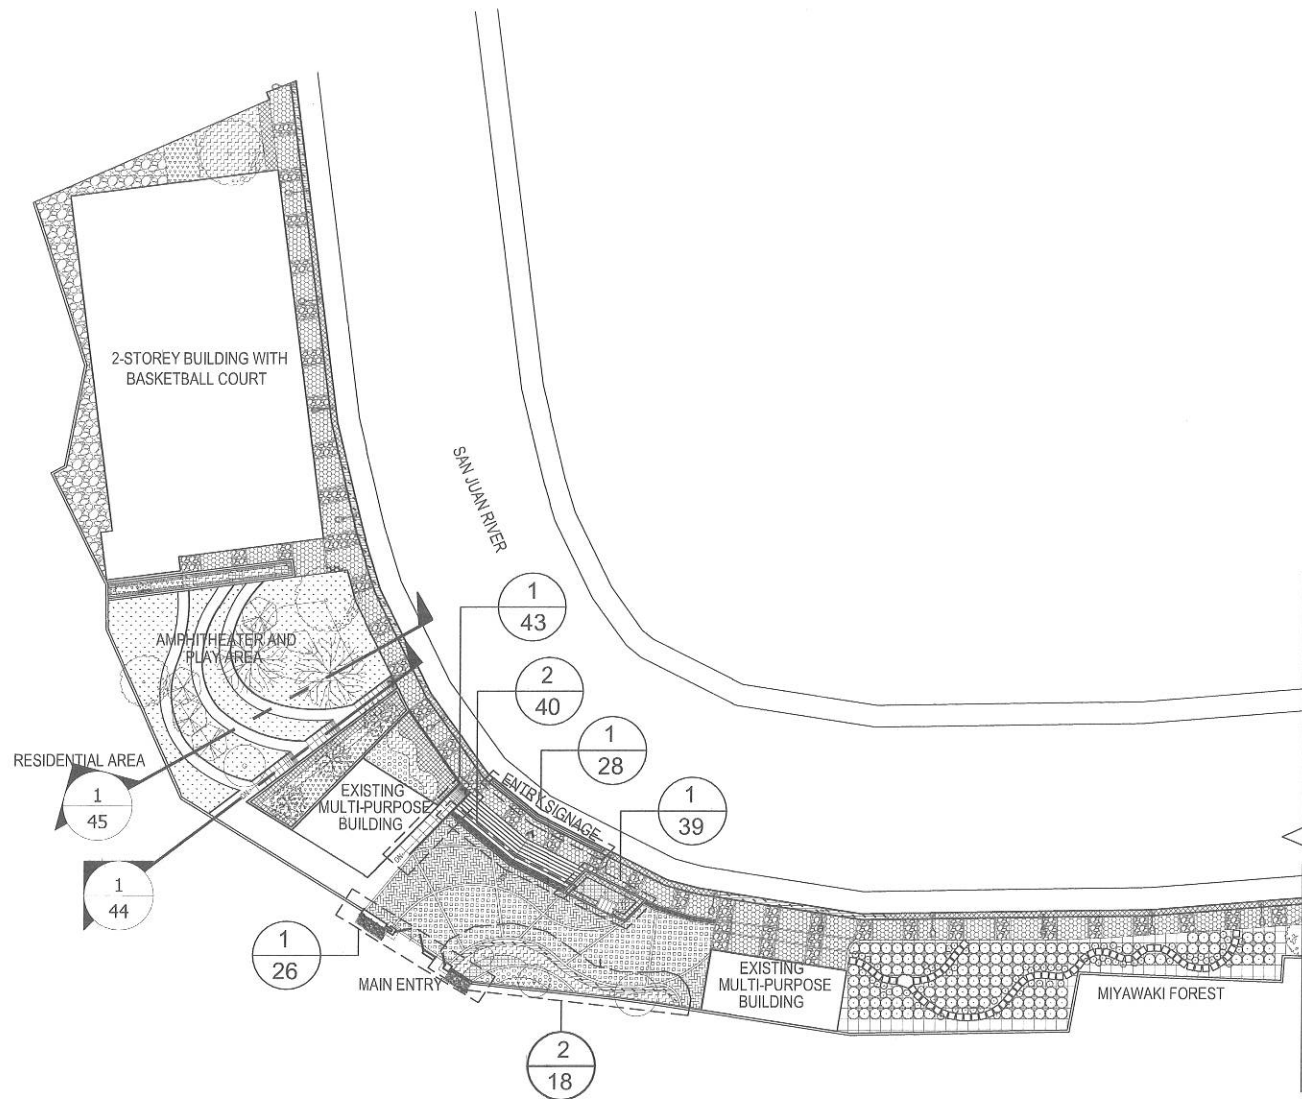 2-STOREY BUILDING WITH
BASKETBALL COURT
SAN JUAN RIVER
1
43
AMPHITHEATER AND
PLAY AREA
2
40
1
28
RESIDENTIAL AREA
1
45
EXISTING
MULTI-PURPOSE
BUILDING
ENTRY SIGNAGE
1
39
DN
1
44
1
26
MAIN ENTRY
EXISTING
MULTI-PURPOSE
BUILDING
MIYAWAKI FOREST
2
18